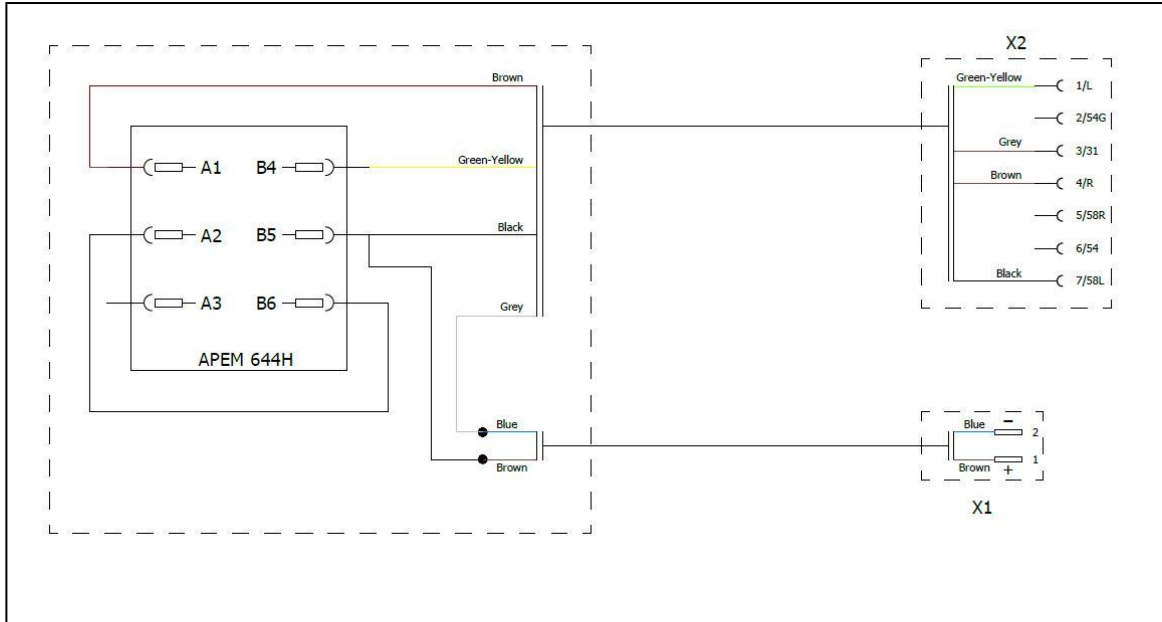 X2
Brown
Green-Yellow
1/L
2/54G
Green-Yellow
Grey
3/31
A1
B4
Brown
4/R
Black
5/58R
A2
B5
6/54
Black
7/58L
A3
B6
Grey
APEM 644H
Blue
Blue
−
2
Brown
Brown
+
1
X1